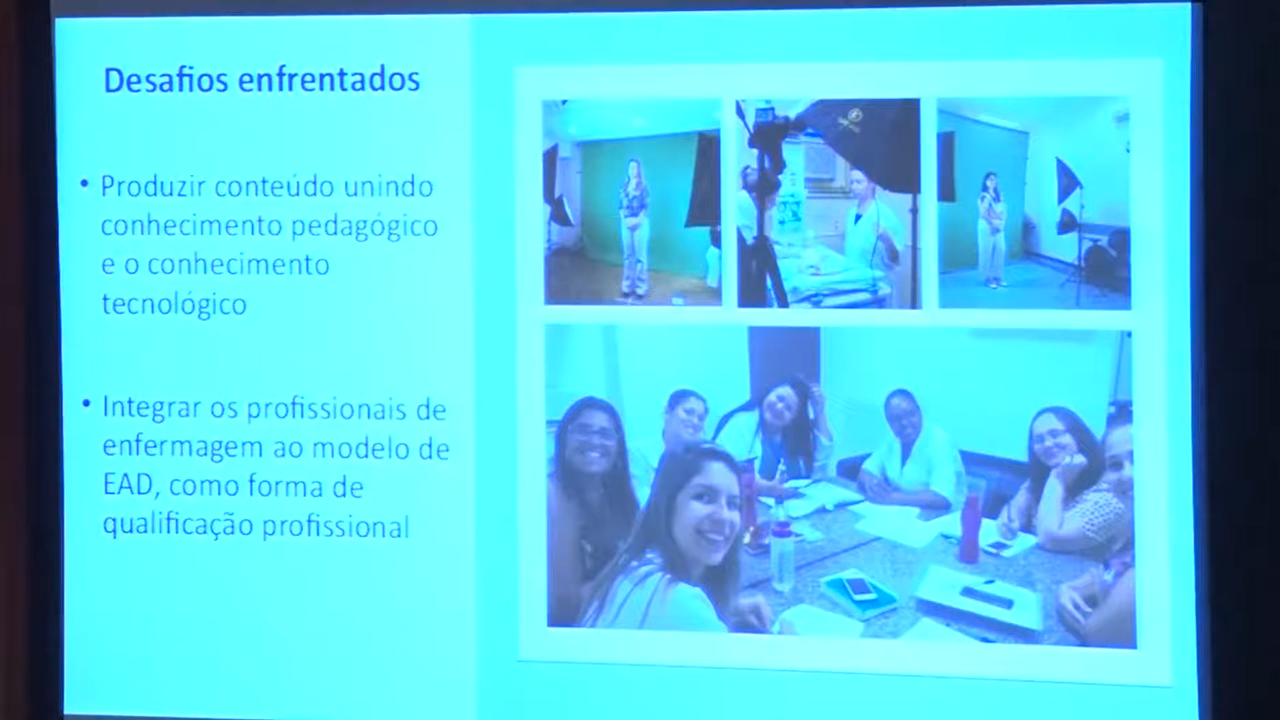 Desafios enfrentados
• Produzir conteúdo unindo
conhecimento pedagógico
e o conhecimento
tecnológico
• Integrar os profissionais de
enfermagem ao modelo de
EAD, como forma de
qualificação profissional